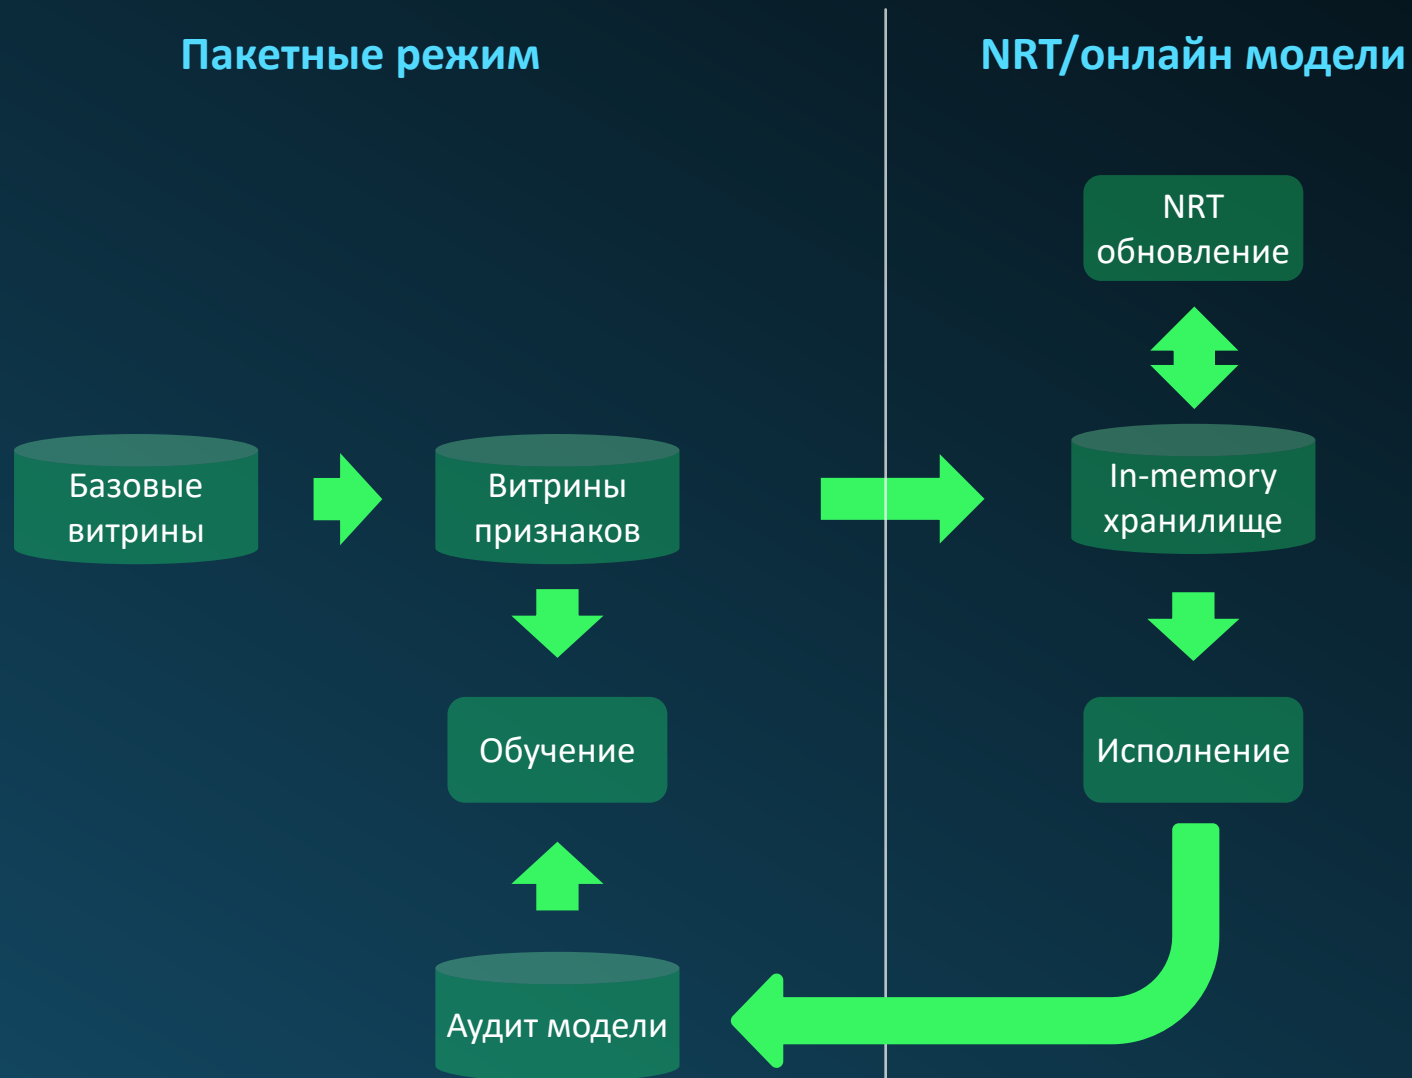 Пакетные режим
NRT/онлайн модели
NRT
обновление
Базовые
витрины
Витрины
признаков
In-memory
хранилище
Обучение
Исполнение
Аудит модели